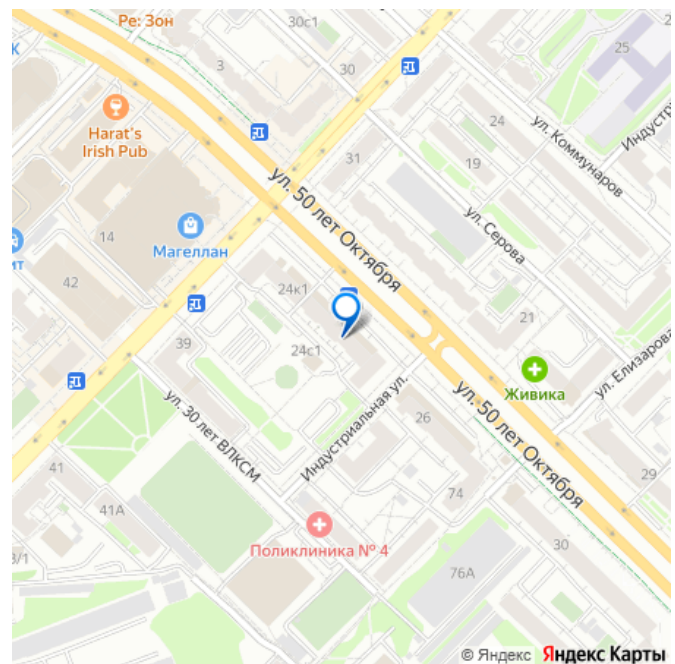 Ре: Зон
30с1
3
30
25
К
Harat's
Irish Pub
24
ул. Коммунаров
31
19
ул. 50 лет Октября
ул. Серова
14
Магеллан
42
24к1
21
39
24с1
Живика
ул. Елизарова
ул. 30 лет ВЛКСМ
Индустриальная ул.
26
ул. 50 лет Октября
41
29
41А
74
Поликлиника № 4
30
3/1
76А
© Яндекс Яндекс Карты